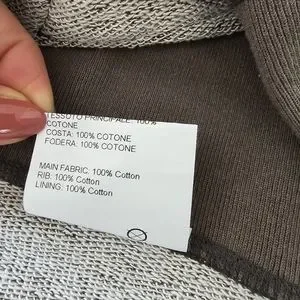 TESSUTO PRINCIPALE: 100%
COTONE
COSTA: 100% COTONE
FODERA: 100% COTONE
MAIN FABRIC: 100% Cotton
RIB: 100% Cotton
LINING: 100% Cotton